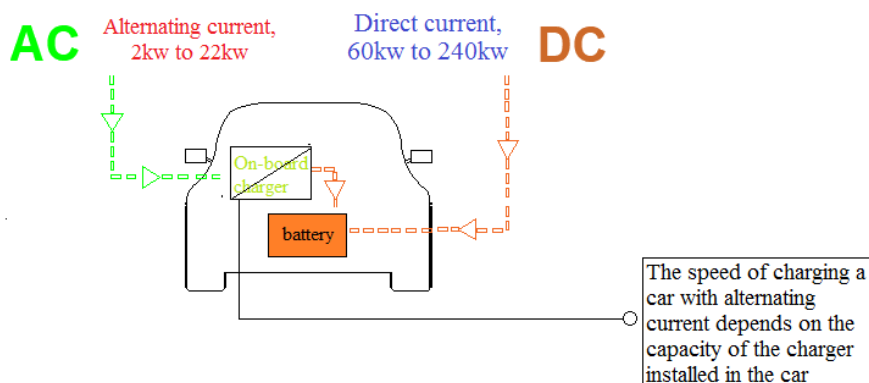 AC
Alternating current,
2kw to 22kw
Direct current,
60kw to 240kw
DC
On-board
charger
battery
The speed of charging a
car with alternating
current depends on the
capacity of the charger
installed in the car